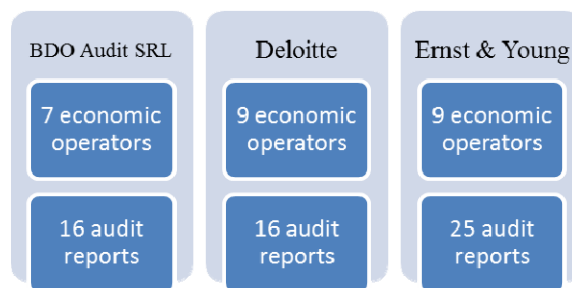 BDO Audit SRL
7 economic
operators
16 audit
reports
Deloitte
9 economic
operators
16 audit
reports
Ernst & Young
9 economic
operators
25 audit
reports